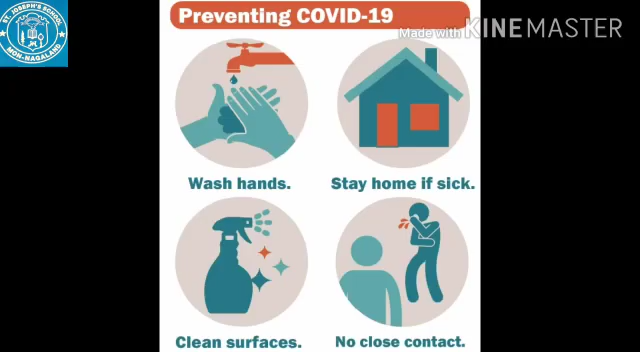 ST. JOSEPH'S SCHOOL
MON-NAGALAND
Preventing COVID-19
Made with KINEMASTER
Wash hands.
Stay home if sick.
Clean surfaces.
No close contact.